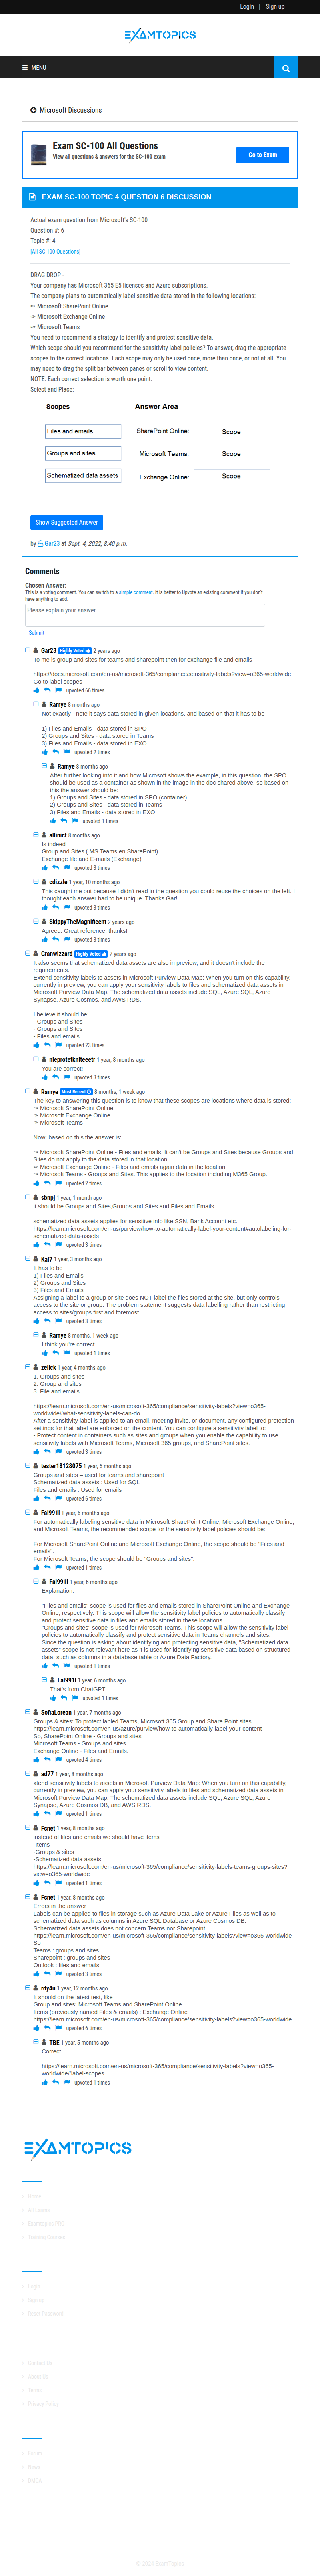 Login | Sign up
EXAMTOPICS
MENU
Microsoft Discussions
Exam SC-100 All Questions
View all questions & answers for the SC-100 exam
Go to Exam
EXAM SC-100 TOPIC 4 QUESTION 6 DISCUSSION
Actual exam question from Microsoft's SC-100
Question #: 6
Topic #: 4
[All SC-100 Questions]
DRAG DROP -
Your company has Microsoft 365 E5 licenses and Azure subscriptions.
The company plans to automatically label sensitive data stored in the following locations:
✑ Microsoft SharePoint Online
✑ Microsoft Exchange Online
✑ Microsoft Teams
You need to recommend a strategy to identify and protect sensitive data.
Which scope should you recommend for the sensitivity label policies? To answer, drag the appropriate
scopes to the correct locations. Each scope may only be used once, more than once, or not at all. You
may need to drag the split bar between panes or scroll to view content.
NOTE: Each correct selection is worth one point.
Select and Place:
Scopes
Answer Area
Files and emails
SharePoint Online: Scope
Groups and sites
Microsoft Teams: Scope
Schematized data assets
Exchange Online: Scope
Show Suggested Answer
by Gar23 at Sept. 4, 2022, 8:40 p.m.
Comments
Chosen Answer:
This is a voting comment. You can switch to a simple comment. It is better to Upvote an existing comment if you don't
have anything to add.
Please explain your answer
Submit
Gar23 Highly Voted 2 years ago
To me is group and sites for teams and sharepoint then for exchange file and emails
https://docs.microsoft.com/en-us/microsoft-365/compliance/sensitivity-labels?view=o365-worldwide
Go to label scopes
upvoted 66 times
Ramye 8 months ago
Not exactly - note it says data stored in given locations, and based on that it has to be
1) Files and Emails - data stored in SPO
2) Groups and Sites - data stored in Teams
3) Files and Emails - data stored in EXO
upvoted 2 times
Ramye 8 months ago
After further looking into it and how Microsoft shows the example, in this question, the SPO
should be used as a container as shown in the image in the doc shared above, so based on
this the answer should be:
1) Groups and Sites - data stored in SPO (container)
2) Groups and Sites - data stored in Teams
3) Files and Emails - data stored in EXO
upvoted 1 times
allinict 8 months ago
Is indeed
Group and Sites ( MS Teams en SharePoint)
Exchange file and E-mails (Exchange)
upvoted 3 times
cdizzle 1 year, 10 months ago
This caught me out because I didn't read in the question you could reuse the choices on the left. I
thought each answer had to be unique. Thanks Gar!
upvoted 3 times
SkippyTheMagnificent 2 years ago
Agreed. Great reference, thanks!
upvoted 3 times
Granwizzard Highly Voted 2 years ago
It also seems that schematized data assets are also in preview, and it doesn't include the
requirements.
Extend sensitivity labels to assets in Microsoft Purview Data Map: When you turn on this capability,
currently in preview, you can apply your sensitivity labels to files and schematized data assets in
Microsoft Purview Data Map. The schematized data assets include SQL, Azure SQL, Azure
Synapse, Azure Cosmos, and AWS RDS.
I believe it should be:
- Groups and Sites
- Groups and Sites
- Files and emails
upvoted 23 times
nieprotetkniteeetr 1 year, 8 months ago
You are correct!
upvoted 3 times
Ramye Most Recent 8 months, 1 week ago
The key to answering this question is to know that these scopes are locations where data is stored:
✑ Microsoft SharePoint Online
✑ Microsoft Exchange Online
✑ Microsoft Teams
Now: based on this the answer is:
✑ Microsoft SharePoint Online - Files and emails. It can't be Groups and Sites because Groups and
Sites do not apply to the data stored in that location.
✑ Microsoft Exchange Online - Files and emails again data in the location
✑ Microsoft Teams - Groups and Sites. This applies to the location including M365 Group.
upvoted 2 times
sbnpj 1 year, 1 month ago
it should be Groups and Sites,Groups and Sites and Files and Emails.
schematized data assets applies for sensitive info like SSN, Bank Account etc.
https://learn.microsoft.com/en-us/purview/how-to-automatically-label-your-content#autolabeling-for-
schematized-data-assets
upvoted 3 times
Kai7 1 year, 3 months ago
It has to be
1) Files and Emails
2) Groups and Sites
3) Files and Emails
Assigning a label to a group or site does NOT label the files stored at the site, but only controls
access to the site or group. The problem statement suggests data labelling rather than restricting
access to sites/groups first and foremost.
upvoted 3 times
Ramye 8 months, 1 week ago
I think you're correct.
upvoted 1 times
zellck 1 year, 4 months ago
1. Groups and sites
2. Group and sites
3. File and emails
https://learn.microsoft.com/en-us/microsoft-365/compliance/sensitivity-labels?view=o365-
worldwide#what-sensitivity-labels-can-do
After a sensitivity label is applied to an email, meeting invite, or document, any configured protection
settings for that label are enforced on the content. You can configure a sensitivity label to:
- Protect content in containers such as sites and groups when you enable the capability to use
sensitivity labels with Microsoft Teams, Microsoft 365 groups, and SharePoint sites.
upvoted 3 times
tester18128075 1 year, 5 months ago
Groups and sites – used for teams and sharepoint
Schematized data assets : Used for SQL
Files and emails : Used for emails
upvoted 6 times
Fal991l 1 year, 6 months ago
For automatically labeling sensitive data in Microsoft SharePoint Online, Microsoft Exchange Online,
and Microsoft Teams, the recommended scope for the sensitivity label policies should be:
For Microsoft SharePoint Online and Microsoft Exchange Online, the scope should be "Files and
emails".
For Microsoft Teams, the scope should be "Groups and sites".
upvoted 1 times
Fal991l 1 year, 6 months ago
Explanation:
"Files and emails" scope is used for files and emails stored in SharePoint Online and Exchange
Online, respectively. This scope will allow the sensitivity label policies to automatically classify
and protect sensitive data in files and emails stored in these locations.
"Groups and sites" scope is used for Microsoft Teams. This scope will allow the sensitivity label
policies to automatically classify and protect sensitive data in Teams channels and sites.
Since the question is asking about identifying and protecting sensitive data, "Schematized data
assets" scope is not relevant as it is used for identifying sensitive data based on structured data
sources, such as columns in a database table or Azure Data Factory.
upvoted 1 times
Fal991l 1 year, 6 months ago
That's from ChatGPT
upvoted 1 times
SofiaLorean 1 year, 7 months ago
Groups & sites: To protect labled Teams, Microsoft 365 Group and Share Point sites
https://learn.microsoft.com/en-us/azure/purview/how-to-automatically-label-your-content
So, SharePoint Online - Groups and sites
Microsoft Teams - Groups and sites
Exchange Online - Files and Emails.
upvoted 4 times
ad77 1 year, 8 months ago
xtend sensitivity labels to assets in Microsoft Purview Data Map: When you turn on this capability,
currently in preview, you can apply your sensitivity labels to files and schematized data assets in
Microsoft Purview Data Map. The schematized data assets include SQL, Azure SQL, Azure
Synapse, Azure Cosmos DB, and AWS RDS.
upvoted 1 times
Fcnet 1 year, 8 months ago
instead of files and emails we should have items
-Items
-Groups & sites
-Schematized data assets
https://learn.microsoft.com/en-us/microsoft-365/compliance/sensitivity-labels-teams-groups-sites?
view=o365-worldwide
upvoted 1 times
Fcnet 1 year, 8 months ago
Errors in the answer
Labels can be applied to files in storage such as Azure Data Lake or Azure Files as well as to
schematized data such as columns in Azure SQL Database or Azure Cosmos DB.
Schematized data assets does not concern Teams nor Sharepoint
https://learn.microsoft.com/en-us/microsoft-365/compliance/sensitivity-labels?view=o365-worldwide
So
Teams : groups and sites
Sharepoint : groups and sites
Outlook : files and emails
upvoted 3 times
rdy4u 1 year, 12 months ago
It should on the latest test, like
Group and sites: Microsoft Teams and SharePoint Online
Items (previously named Files & emails) : Exchange Online
https://learn.microsoft.com/en-us/microsoft-365/compliance/sensitivity-labels?view=o365-worldwide
upvoted 6 times
TBE 1 year, 5 months ago
Correct.
https://learn.microsoft.com/en-us/microsoft-365/compliance/sensitivity-labels?view=o365-
worldwide#label-scopes
upvoted 1 times
EXAMTOPICS